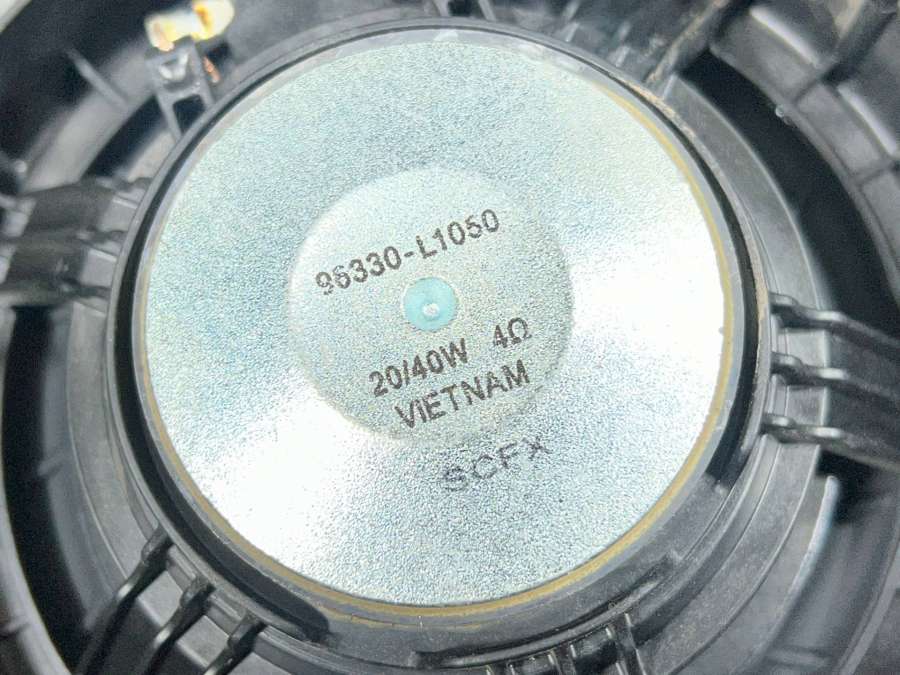 96330-L1050
20/40W 4Ω
VIETNAM
SCFX